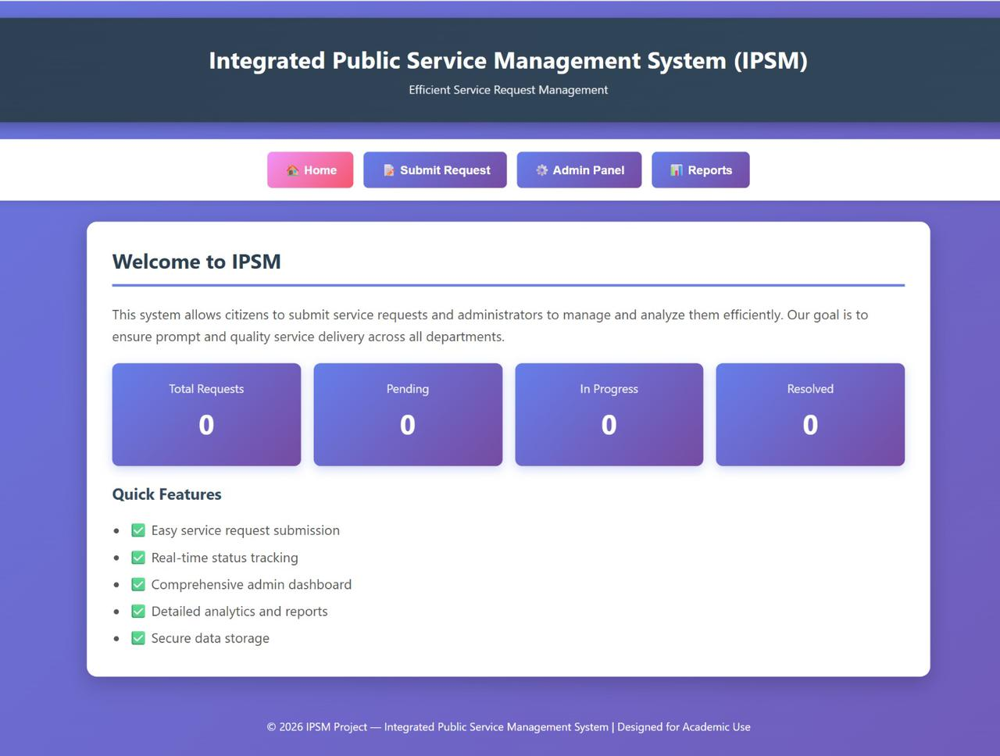 Integrated Public Service Management System (IPSM)
Efficient Service Request Management
Home
Submit Request
Admin Panel
Reports
Welcome to IPSM
This system allows citizens to submit service requests and administrators to manage and analyze them efficiently. Our goal is to
ensure prompt and quality service delivery across all departments.
Total Requests
0
Pending
0
In Progress
0
Resolved
0
Quick Features
• ✅ Easy service request submission
• ✅ Real-time status tracking
• ✅ Comprehensive admin dashboard
• ✅ Detailed analytics and reports
• ✅ Secure data storage
© 2026 IPSM Project — Integrated Public Service Management System | Designed for Academic Use